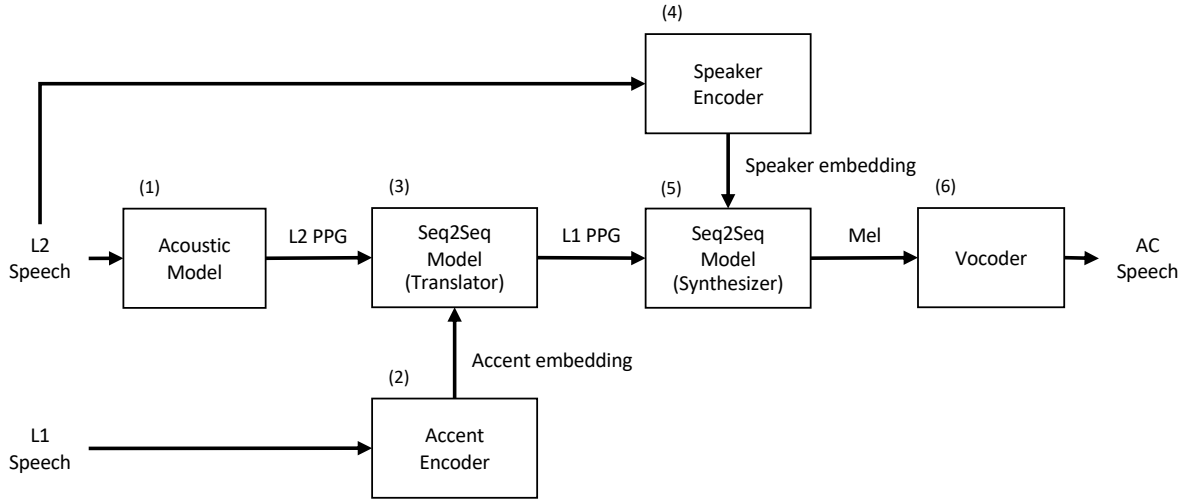 (4)
Speaker
Encoder
Speaker embedding
(1)
(3)
(5)
(6)
L2
Speech
Acoustic
Model
L2 PPG
Seq2Seq
Model
(Translator)
L1 PPG
Seq2Seq
Model
(Synthesizer)
Mel
Vocoder
AC
Speech
Accent embedding
(2)
L1
Speech
Accent
Encoder